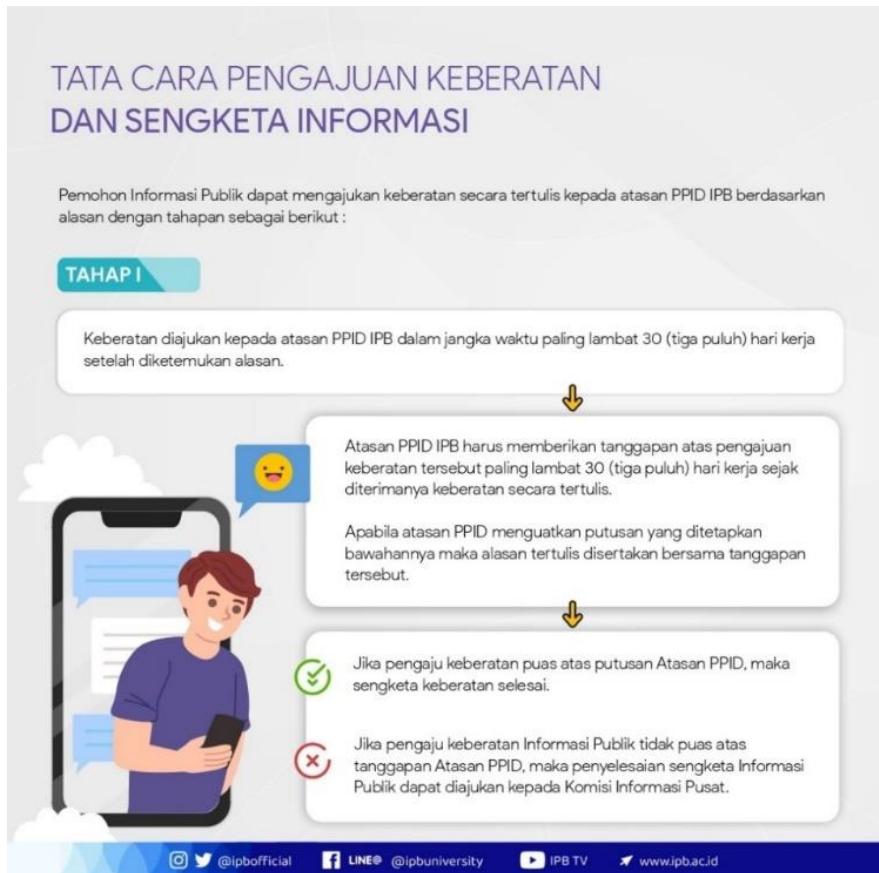 TATA CARA PENGAJUAN KEBERATAN
DAN SENGKETA INFORMASI
Pemohon Informasi Publik dapat mengajukan keberatan secara tertulis kepada atasan PPID IPB berdasarkan
alasan dengan tahapan sebagai berikut :
TAHAP I
Keberatan diajukan kepada atasan PPID IPB dalam jangka waktu paling lambat 30 (tiga puluh) hari kerja
setelah diketemukan alasan.
Atasan PPID IPB harus memberikan tanggapan atas pengajuan
keberatan tersebut paling lambat 30 (tiga puluh) hari kerja sejak
diterimanya keberatan secara tertulis.
Apabila atasan PPID menguatkan putusan yang ditetapkan
bawahannya maka alasan tertulis disertakan bersama tanggapan
tersebut.
Jika pengaju keberatan puas atas putusan Atasan PPID, maka
sengketa keberatan selesai.
Jika pengaju keberatan Informasi Publik tidak puas atas
tanggapan Atasan PPID, maka penyelesaian sengketa Informasi
Publik dapat diajukan kepada Komisi Informasi Pusat.
@ipbofficial LINE@ @ipbuniversity IPB TV www.ipb.ac.id